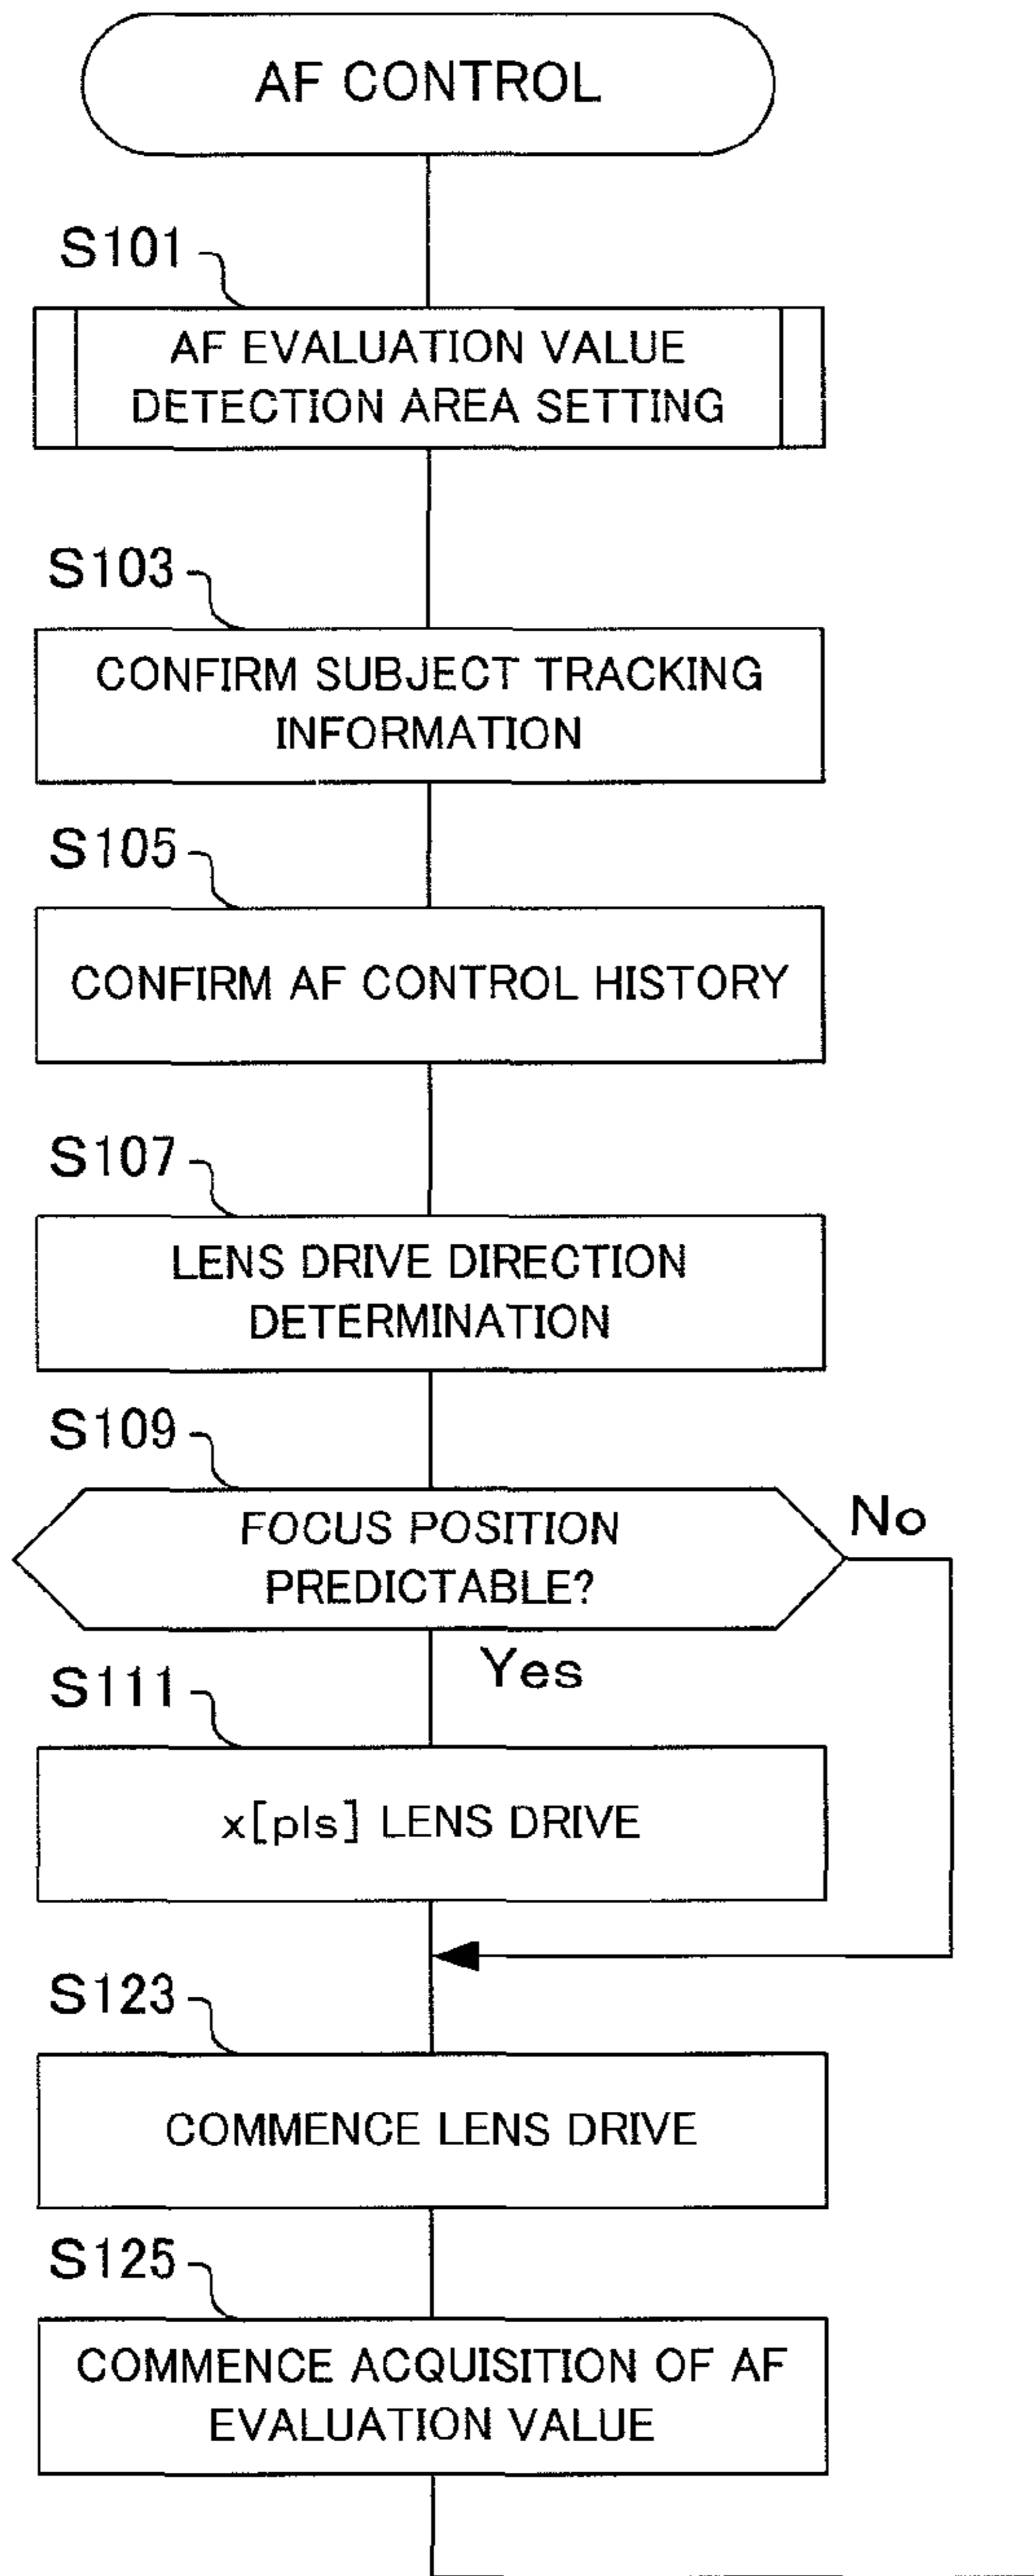 AF CONTROL
S101
AF EVALUATION VALUE
DETECTION AREA SETTING
S103
CONFIRM SUBJECT TRACKING
INFORMATION
S105
CONFIRM AF CONTROL HISTORY
S107
LENS DRIVE DIRECTION
DETERMINATION
S109
FOCUS POSITION
PREDICTABLE?
No
Yes
S111
x[pls] LENS DRIVE
S123
COMMENCE LENS DRIVE
S125
COMMENCE ACQUISITION OF AF
EVALUATION VALUE